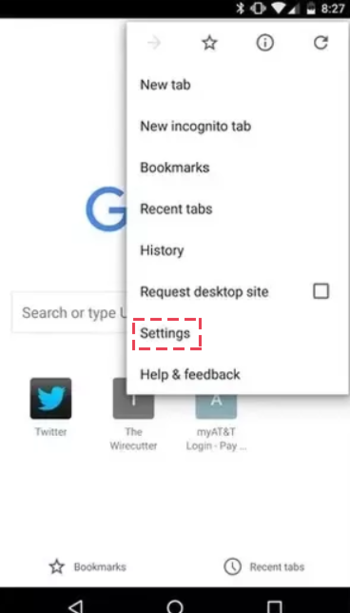 8:27
New tab
New incognito tab
Bookmarks
Recent tabs
History
Request desktop site
G
Search or type U
Settings
Help & feedback
T
A
Twitter
The
Wirecutter
myAT&T
Login - Pay ...
Bookmarks
Recent tabs